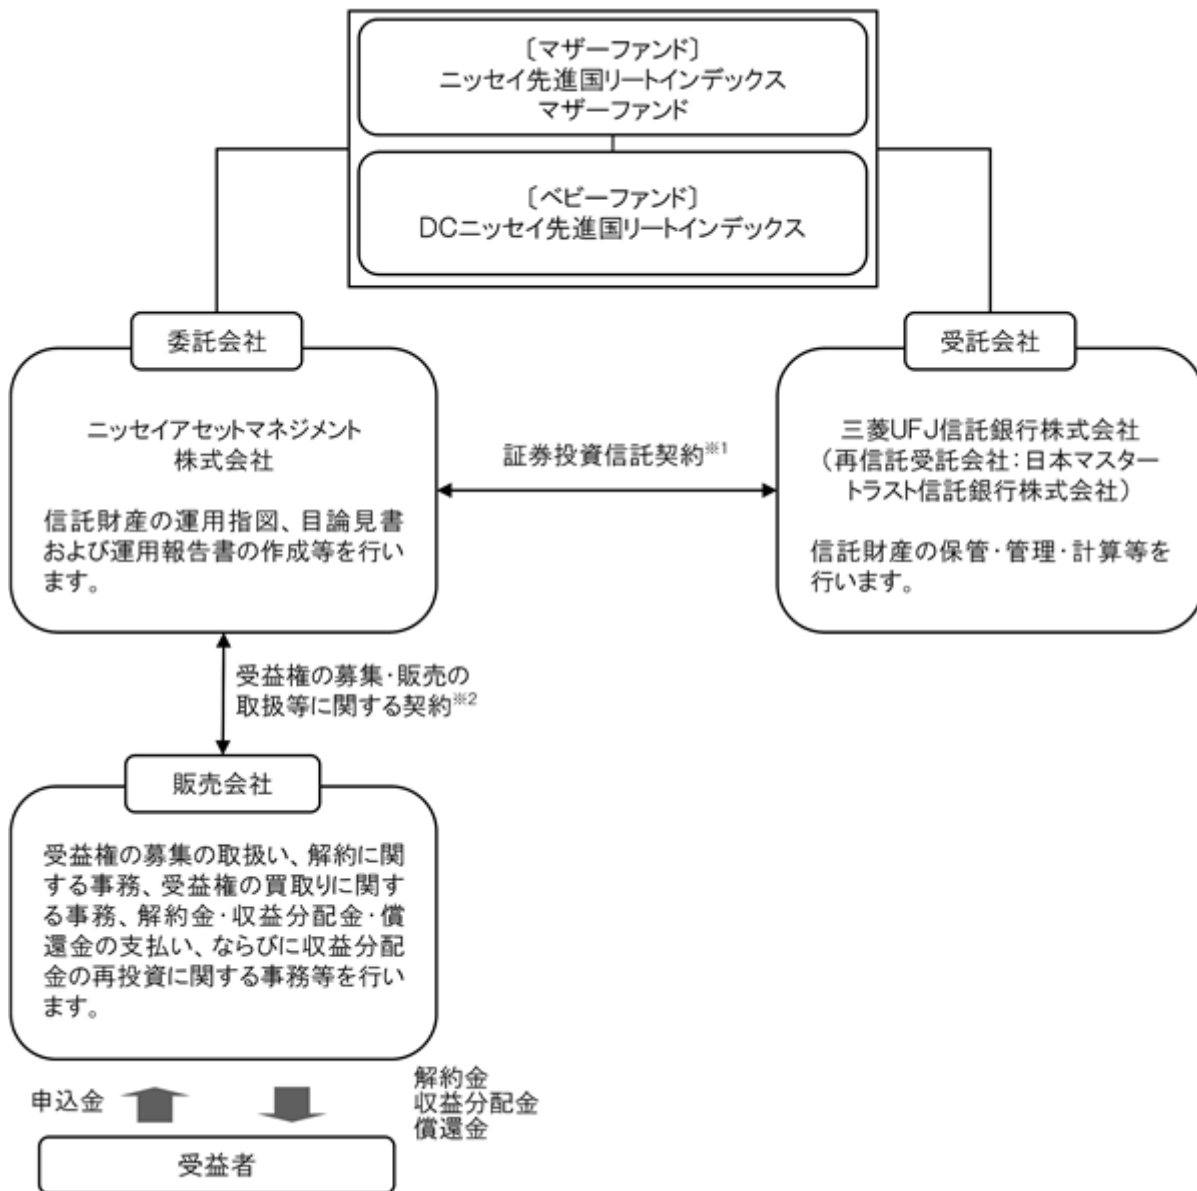 〔マザーファンド〕
ニッセイ先進国リートインデックス
マザーファンド
〔ベビーファンド〕
DCニッセイ先進国リートインデックス
委託会社
ニッセイアセットマネジメント
株式会社
信託財産の運用指図、目論見書
および運用報告書の作成等を行い
ます。
証券投資信託契約※1
受託会社
三菱UFJ信託銀行株式会社
（再信託受託会社：日本マスター
トラスト信託銀行株式会社）
信託財産の保管・管理・計算等を
行います。
受益権の募集・販売の
取扱等に関する契約※2
販売会社
受益権の募集の取扱い、解約に関
する事務、受益権の買取りに関す
る事務、解約金・収益分配金・償
還金の支払い、ならびに収益分配
金の再投資に関する事務等を行い
ます。
申込金
解約金
収益分配金
償還金
受益者